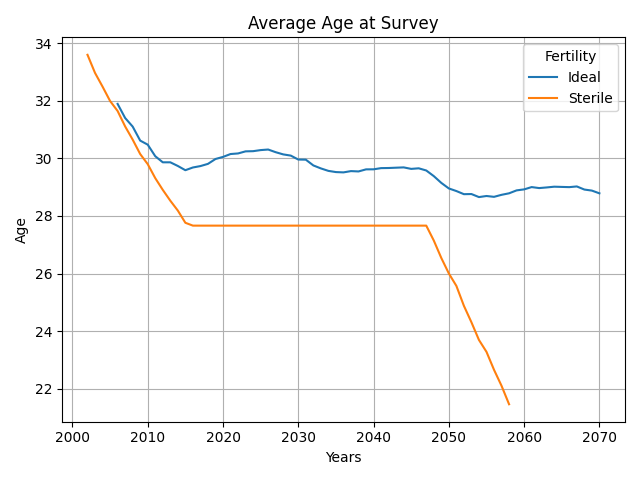 Average Age at Survey
Fertility
Ideal
Sterile
Age
34
32
30
28
26
24
22
2000 2010 2020 2030 2040 2050 2060 2070
Years